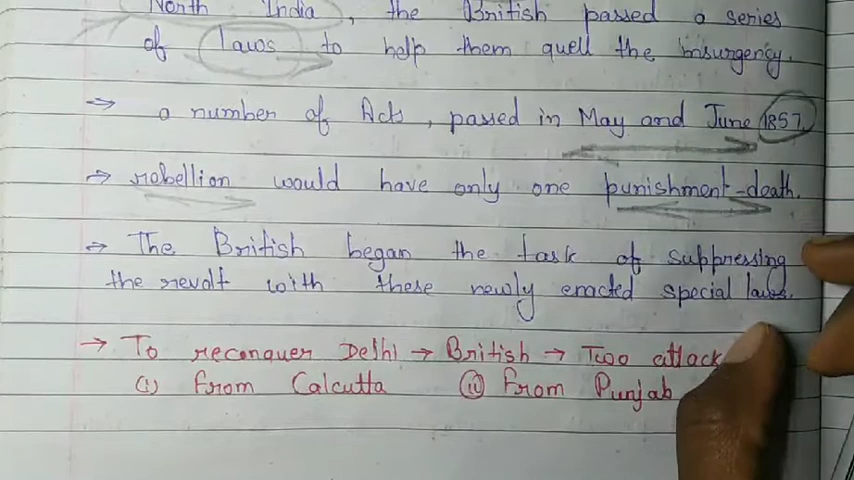 North India, the British passed a series
of laws to help them quell the insurgency.
⇒ a number of Acts, passed in May and June 1857
⇒ rebellion would have only one punishment-death.
⇒ The British began the task of suppressing
the revolt with these newly enacted special laws.
→ To reconquer Delhi → British → Two attack
(i) from Calcutta (ii) from Punjab